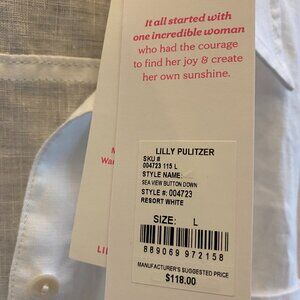 It all started with
one incredible woman
who had the courage
to find her joy & create
her own sunshine.
LILLY PULITZER
SKU #
004723 115 L
STYLE NAME:
SEA VIEW BUTTON DOWN
STYLE #: 004723
RESORT WHITE
SIZE: L
889069 972158
MANUFACTURER'S SUGGESTED PRICE
$118.00